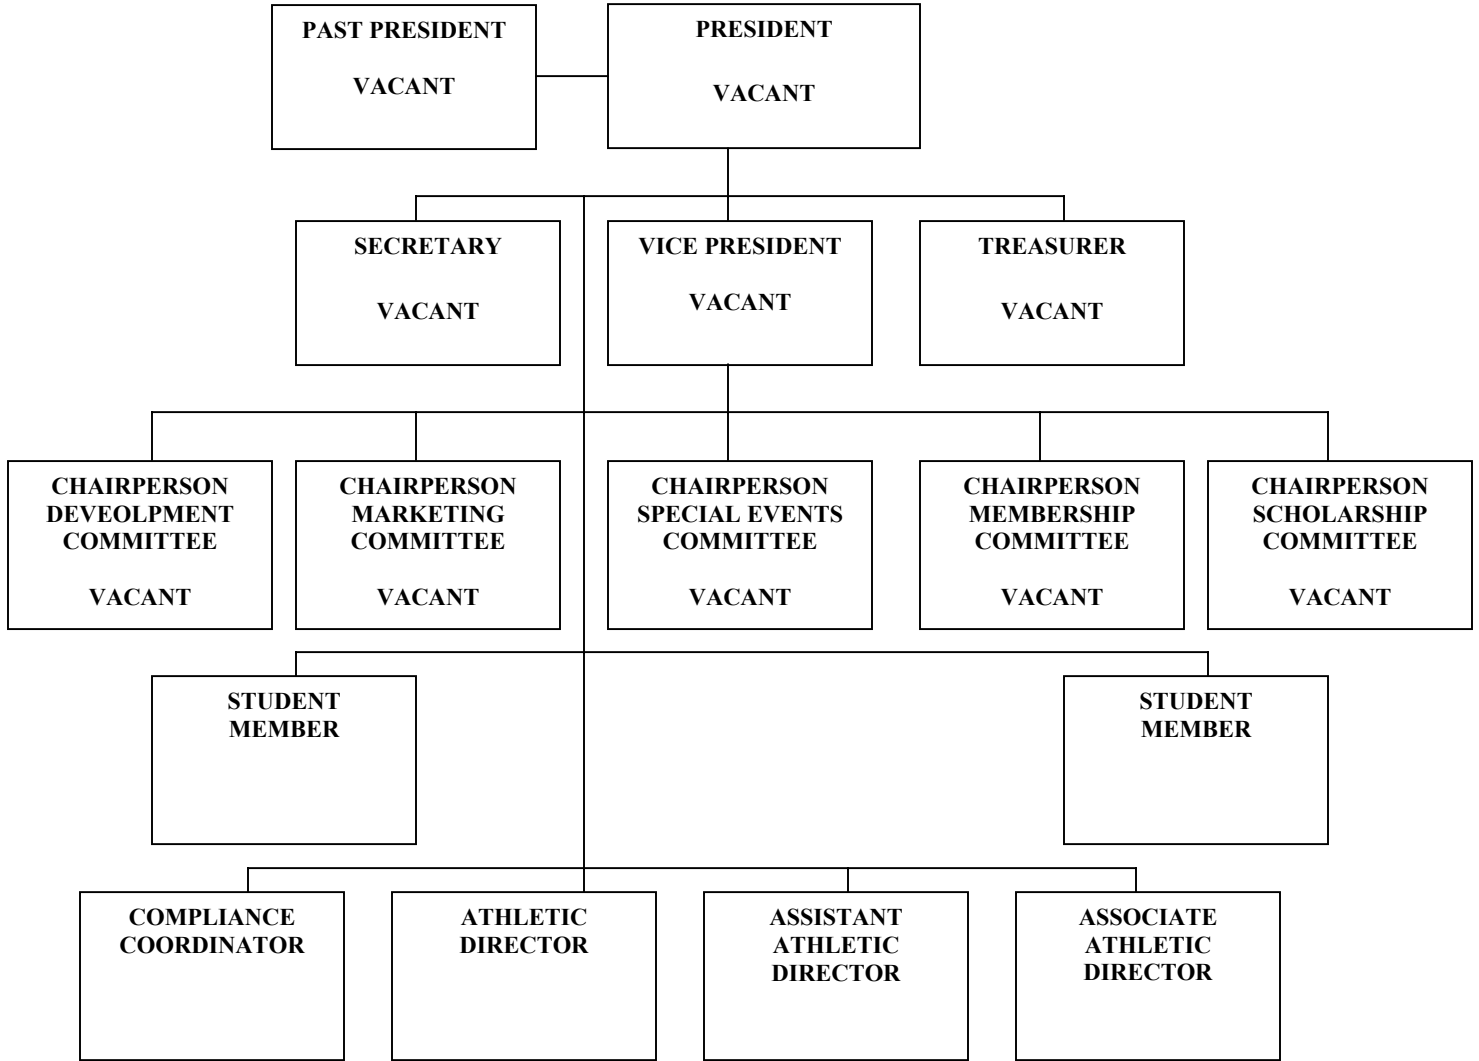 PAST PRESIDENT
VACANT
PRESIDENT
VACANT
SECRETARY
VACANT
VICE PRESIDENT
VACANT
TREASURER
VACANT
CHAIRPERSON
DEVEOLPMENT
COMMITTEE
VACANT
CHAIRPERSON
MARKETING
COMMITTEE
VACANT
CHAIRPERSON
SPECIAL EVENTS
COMMITTEE
VACANT
CHAIRPERSON
MEMBERSHIP
COMMITTEE
VACANT
CHAIRPERSON
SCHOLARSHIP
COMMITTEE
VACANT
STUDENT
MEMBER
STUDENT
MEMBER
COMPLIANCE
COORDINATOR
ATHLETIC
DIRECTOR
ASSISTANT
ATHLETIC
DIRECTOR
ASSOCIATE
ATHLETIC
DIRECTOR